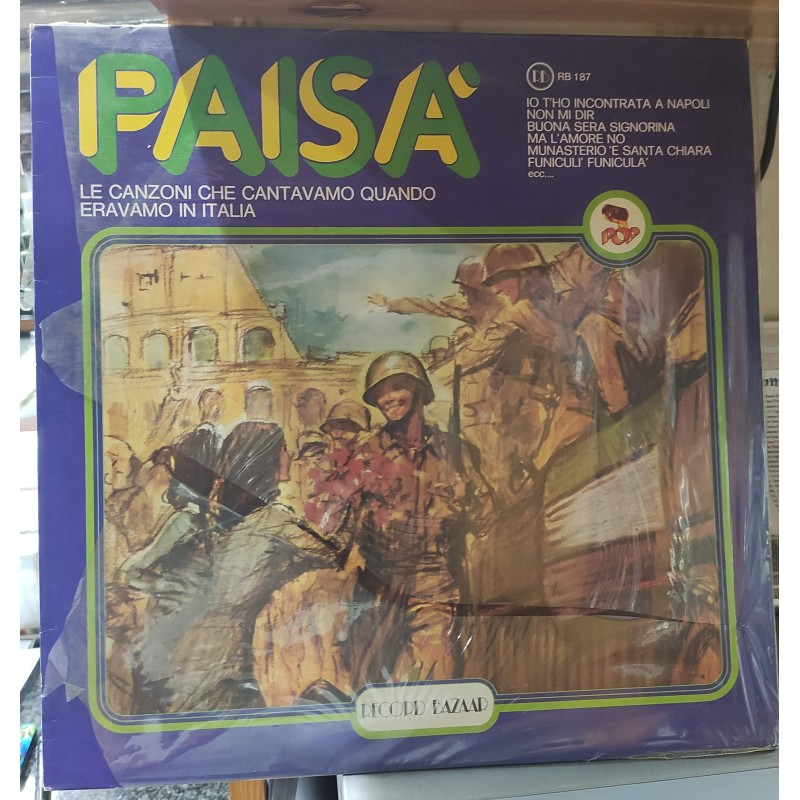 PAISA'
LE CANZONI CHE CANTAVAMO QUANDO
ERAVAMO IN ITALIA
RB RB 187
IO T'HO INCONTRATA A NAPOLI
NON MI DIR
BUONA SERA SIGNORINA
MA L'AMORE NO
MUNASTERIO 'E SANTA CHIARA
FUNICULI' FUNICULA'
ecc....
POP
RECORD BAZAAR